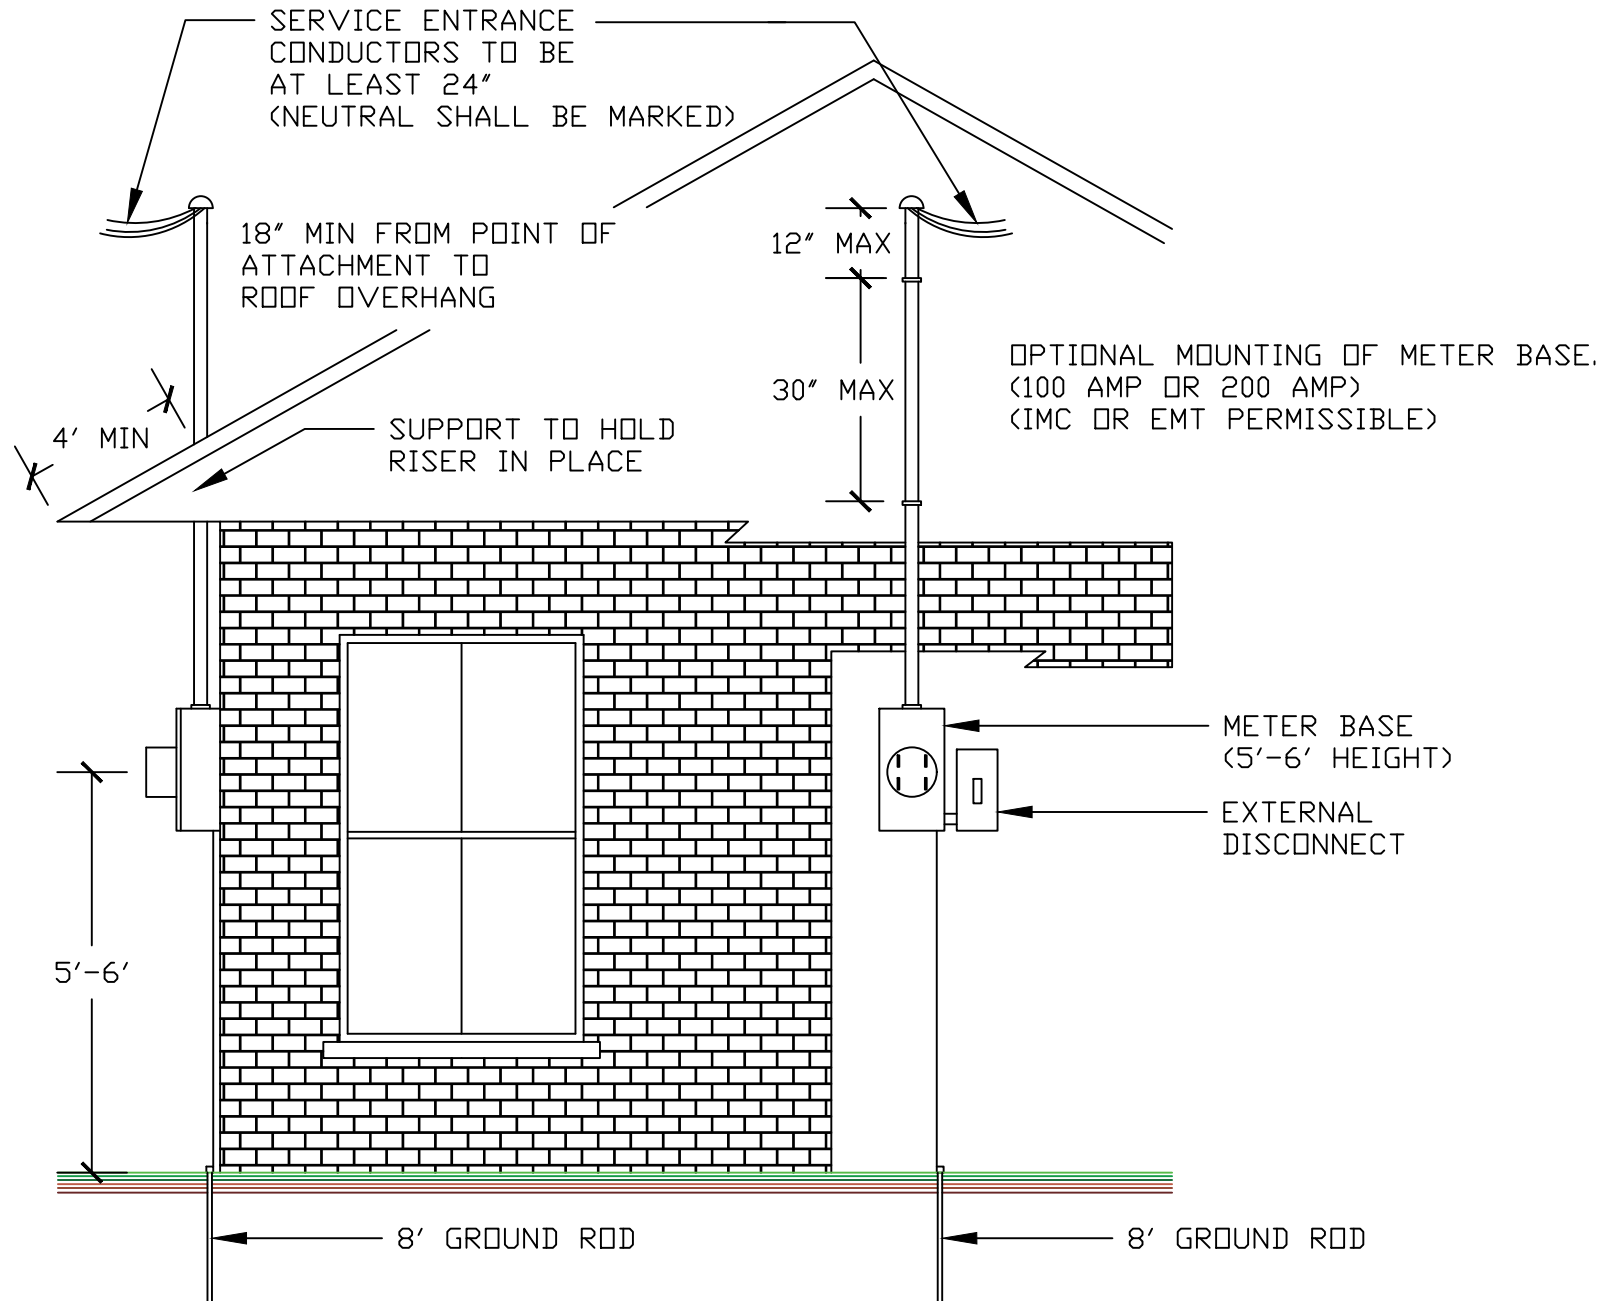 SERVICE ENTRANCE
CONDUCTORS TO BE
AT LEAST 24"
(NEUTRAL SHALL BE MARKED)
18" MIN FROM POINT OF
ATTACHMENT TO
ROOF OVERHANG
12" MAX
30" MAX
OPTIONAL MOUNTING OF METER BASE.
(100 AMP OR 200 AMP)
(IMC OR EMT PERMISSIBLE)
4' MIN
SUPPORT TO HOLD
RISER IN PLACE
METER BASE
(5'-6' HEIGHT)
EXTERNAL
DISCONNECT
5'-6'
8' GROUND ROD
8' GROUND ROD